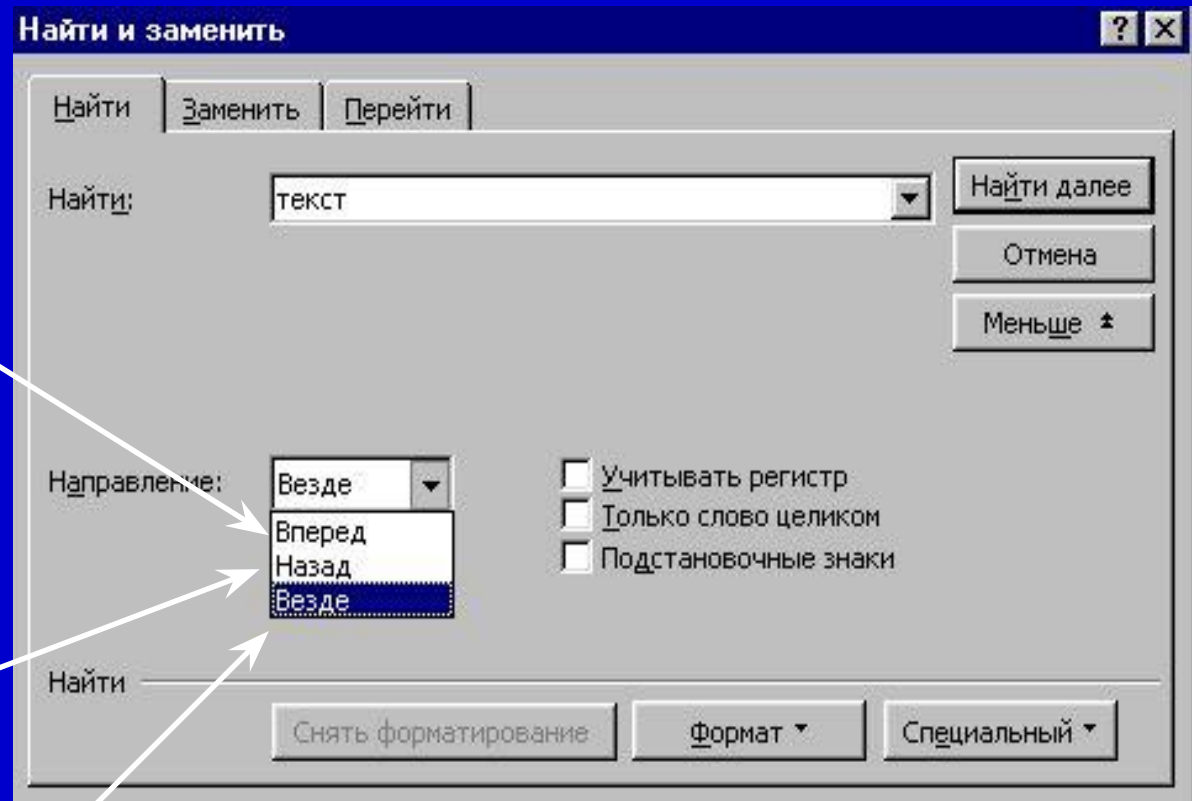 Найти и заменить
Найти Заменить Перейти
Найти: текст Найти далее
Отмена
Меньше
Направление: Везде Учитывать регистр
Вперед Только слово целиком
Назад Подстановочные знаки
Везде
Найти
Снять форматирование Формат Специальный